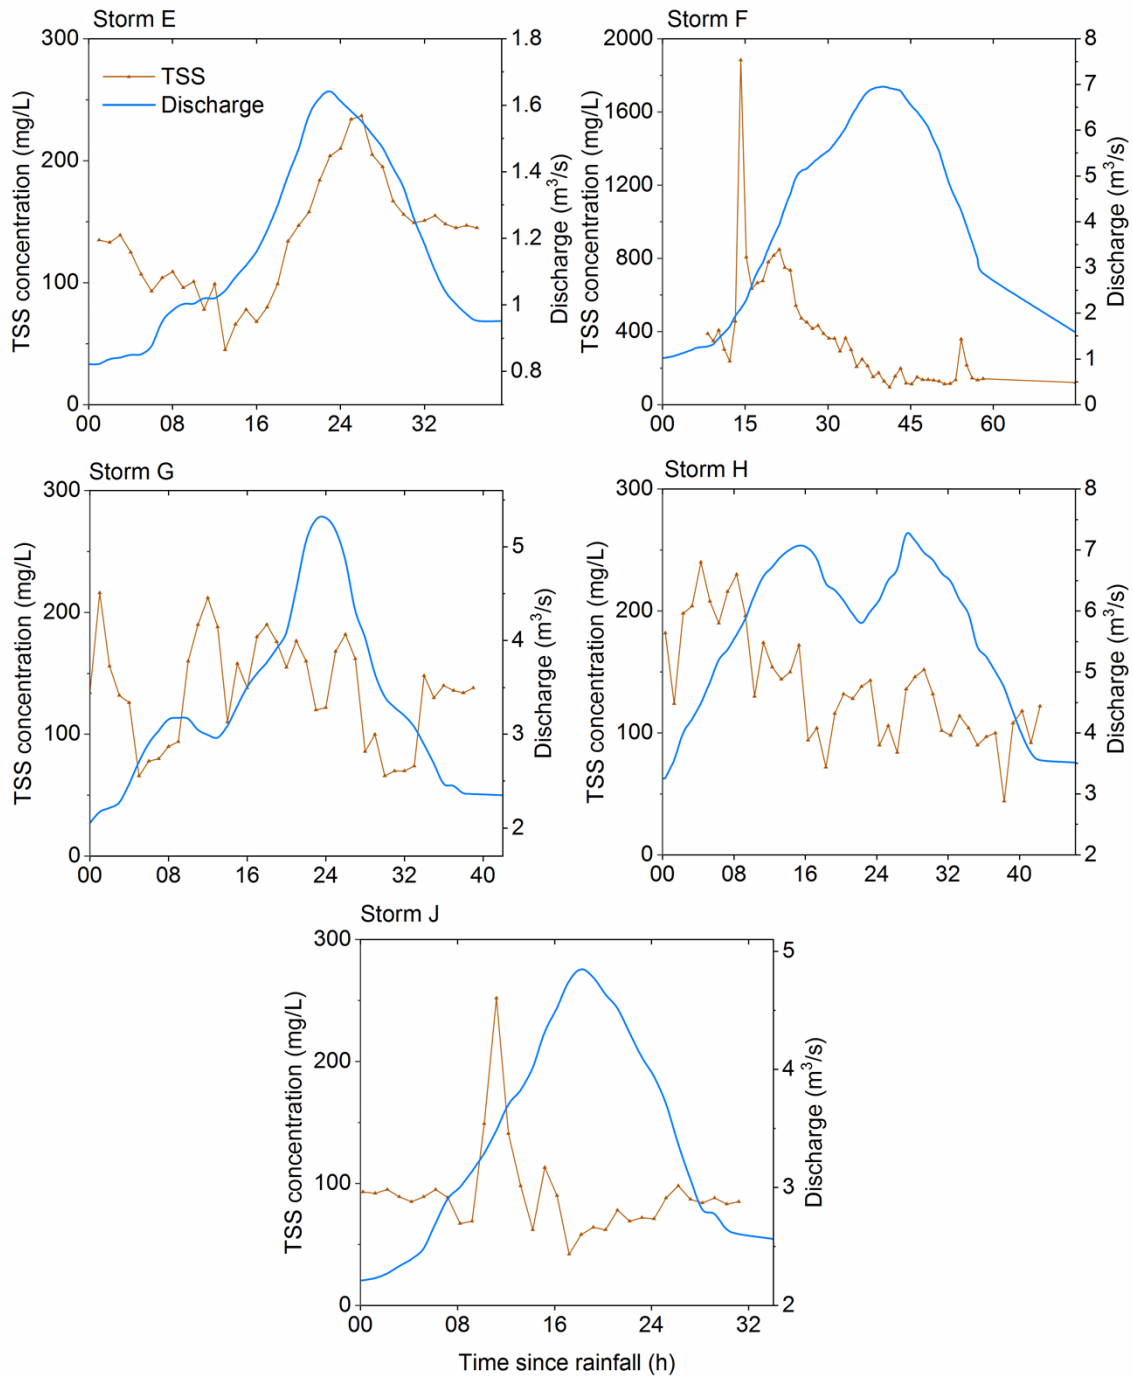 Storm E
300
200
100
0
TSS concentration (mg/L)
TSS
Discharge
1.8
1.6
1.4
1.2
1
0.8
Discharge (m³/s)
00 08 16 24 32
Storm F
2000
1600
1200
800
400
0
TSS concentration (mg/L)
8
7
6
5
4
3
2
1
0
Discharge (m³/s)
00 15 30 45 60
Storm G
300
200
100
0
TSS concentration (mg/L)
5
4
3
2
Discharge (m³/s)
00 08 16 24 32 40
Storm H
300
200
100
0
TSS concentration (mg/L)
8
7
6
5
4
3
2
Discharge (m³/s)
00 08 16 24 32 40
Storm J
300
200
100
0
TSS concentration (mg/L)
5
4
3
2
Discharge (m³/s)
00 08 16 24 32
Time since rainfall (h)